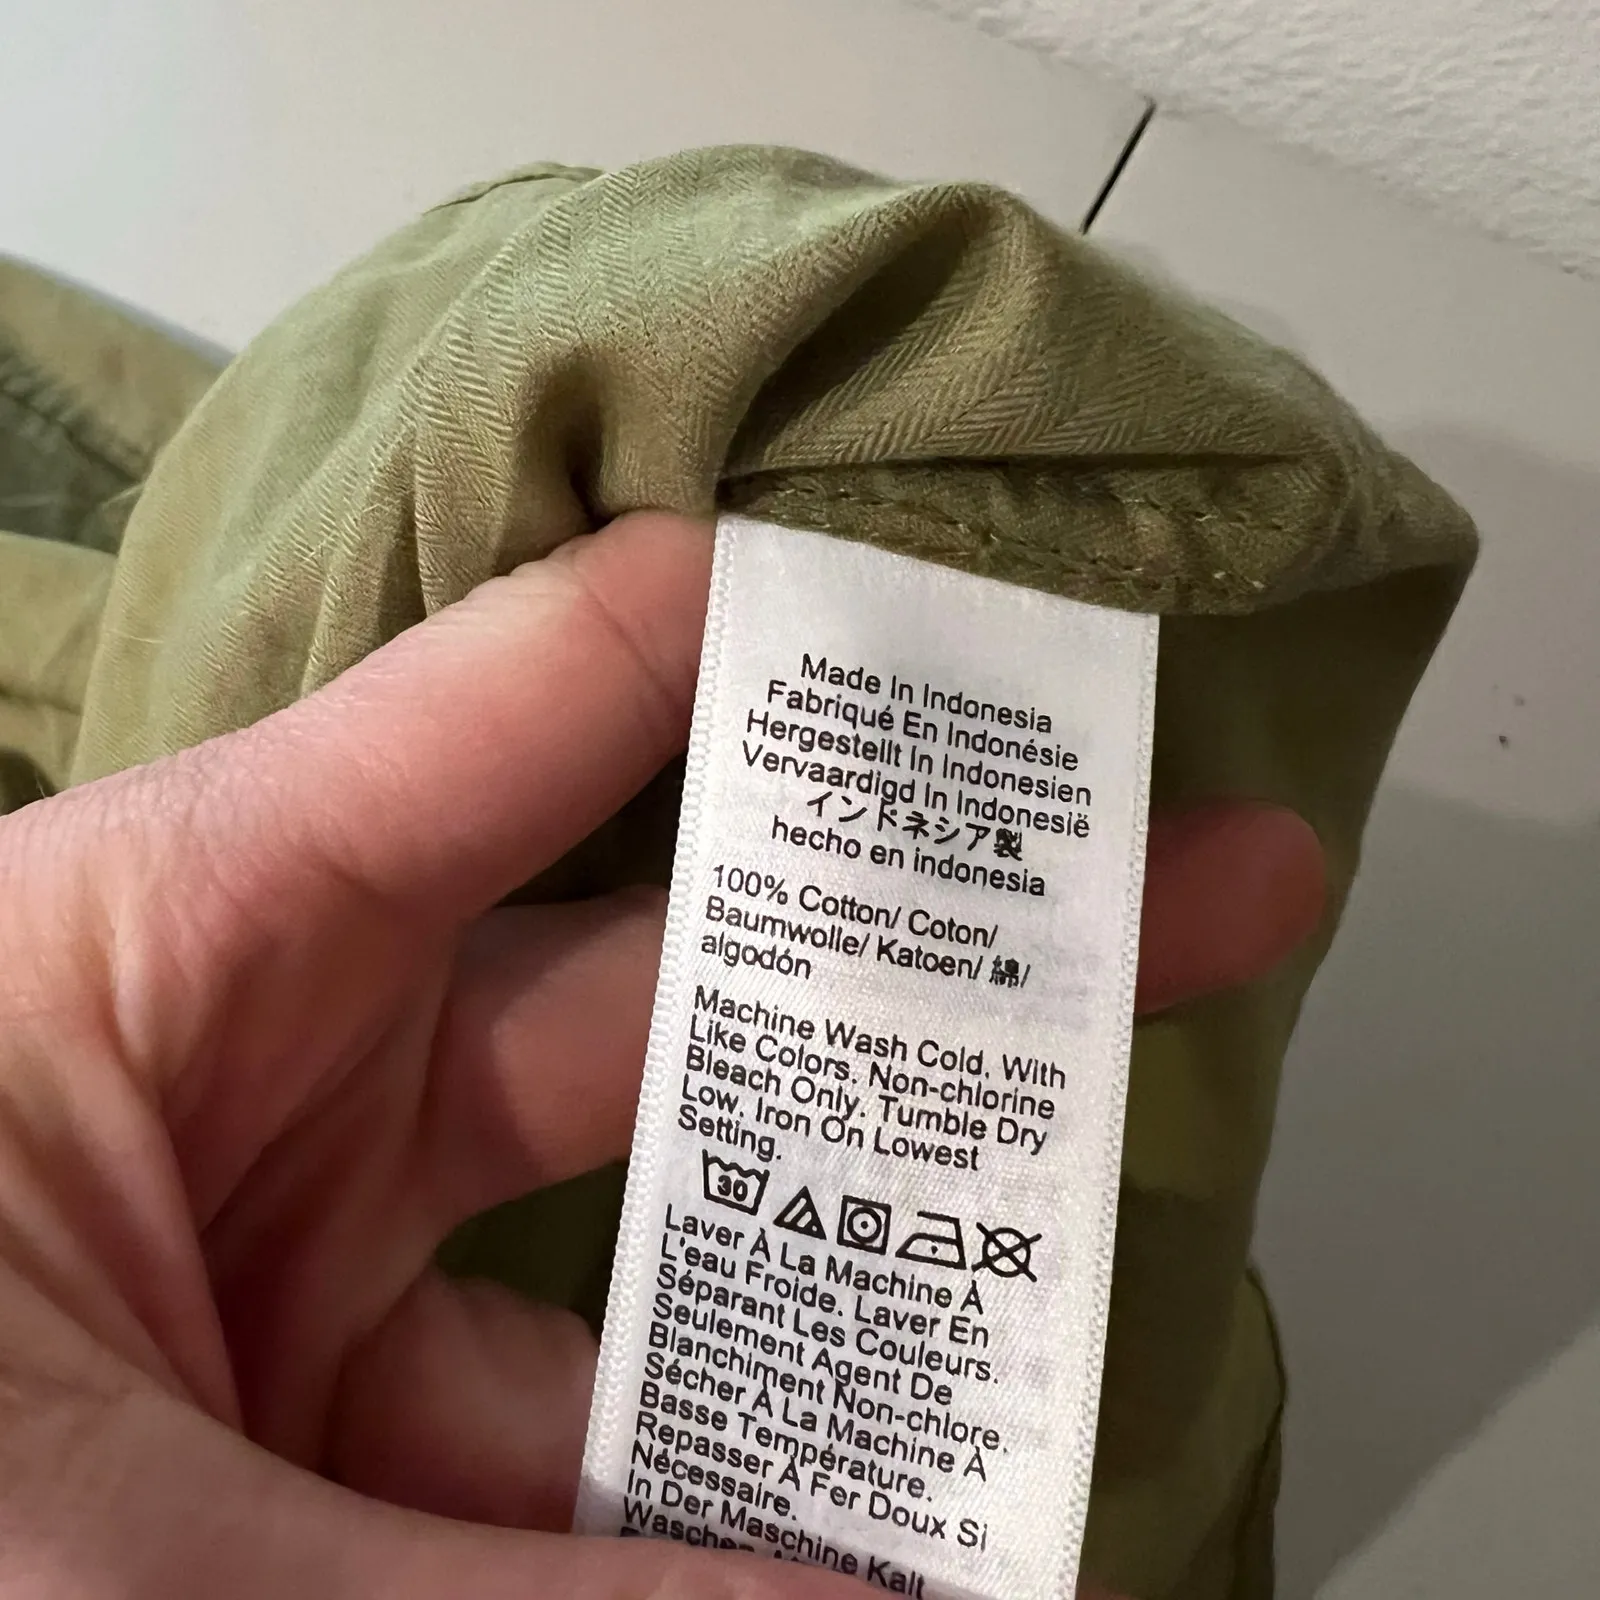 Made In Indonesia
Fabriqué En Indonésie
Hergestellt In Indonesien
Vervaardigd In Indonesië
インドネシア製
hecho en indonesia
100% Cotton/ Coton/
Baumwolle/ Katoen/ 綿/
algodón
Machine Wash Cold. With
Like Colors. Non-chlorine
Bleach Only. Tumble Dry
Low. Iron On Lowest
Setting.
30
Laver À La Machine À
L'eau Froide. Laver En
Séparant Les Couleurs.
Seulement Agent De
Blanchiment Non-chlore.
Sécher À La Machine À
Basse Température.
Repasser À Fer Doux Si
Nécessaire.
In Der Maschine Kalt
Waschen.